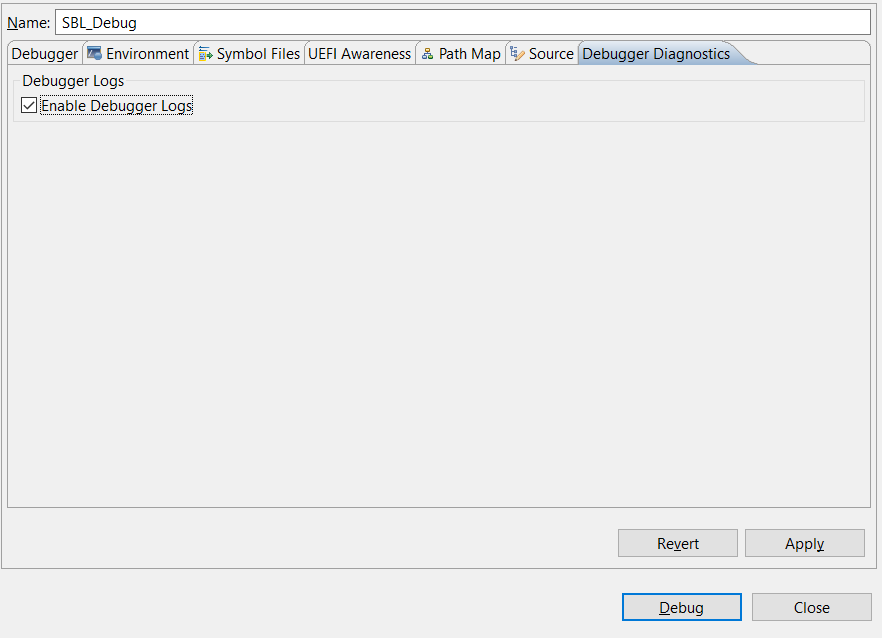 Name: SBL_Debug
Debugger Environment Symbol Files UEFI Awareness Path Map Source Debugger Diagnostics
Debugger Logs
Enable Debugger Logs
Revert Apply
Debug Close